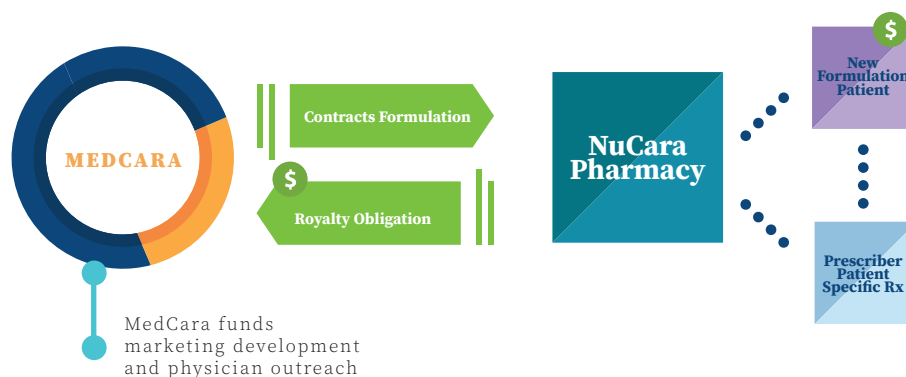 MEDCARA
Contracts Formulation
$
Royalty Obligation
MedCara funds
marketing development
and physician outreach
NuCara
Pharmacy
$
New
Formulation
Patient
Prescriber
Patient
Specific Rx